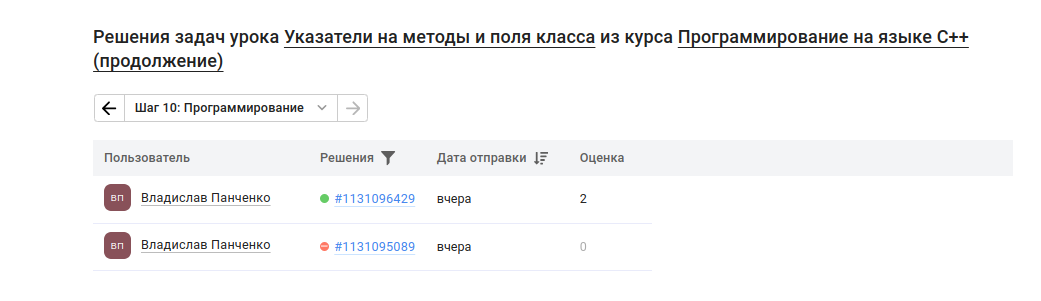 Решения задач урока Указатели на методы и поля класса из курса Программирование на языке C++
(продолжение)
Шаг 10: Программирование
Пользователь Решения Дата отправки Оценка
ВП Владислав Панченко #1131096429 вчера 2
ВП Владислав Панченко #1131095089 вчера 0